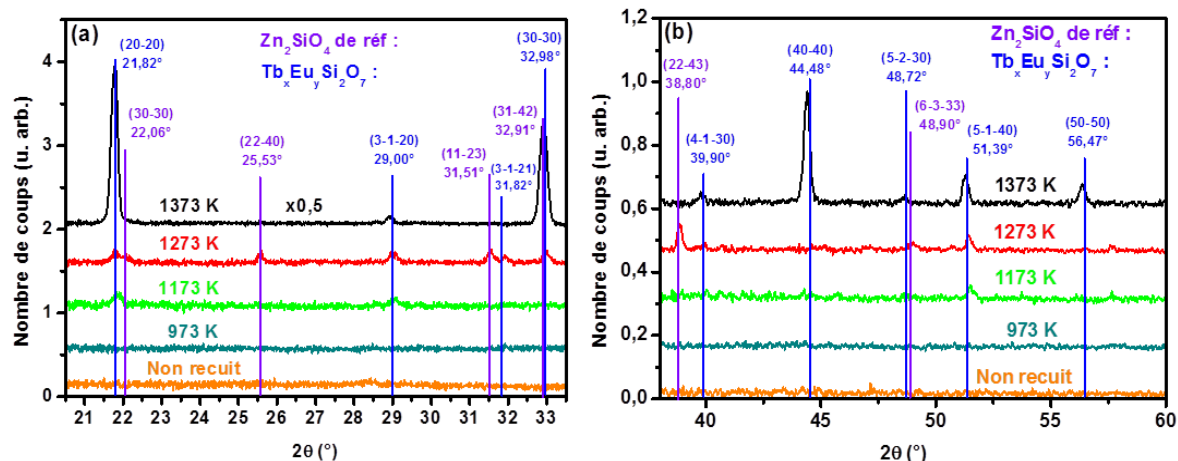 (a)
Zn2SiO4 de réf :
TbxEuySi2O7 :
(20-20)
21,82°
(30-30)
22,06°
(22-40)
25,53°
(3-1-20)
29,00°
(11-23)
31,51°
(31-42)
32,91°
(3-1-21)
31,82°
(30-30)
32,98°
1373 K
x0,5
1273 K
1173 K
973 K
Non recuit
Nombre de coups (u. arb.)
0
1
2
3
4
21 22 23 24 25 26 27 28 29 30 31 32 33
2θ (°)
(b)
Zn2SiO4 de réf :
TbxEuySi2O7 :
(22-43)
38,80°
(4-1-30)
39,90°
(40-40)
44,48°
(5-2-30)
48,72°
(6-3-33)
48,90°
(5-1-40)
51,39°
(50-50)
56,47°
1373 K
1273 K
1173 K
973 K
Non recuit
Nombre de coups (u. arb.)
0,0
0,2
0,4
0,6
0,8
1,0
1,2
40 45 50 55 60
2θ (°)